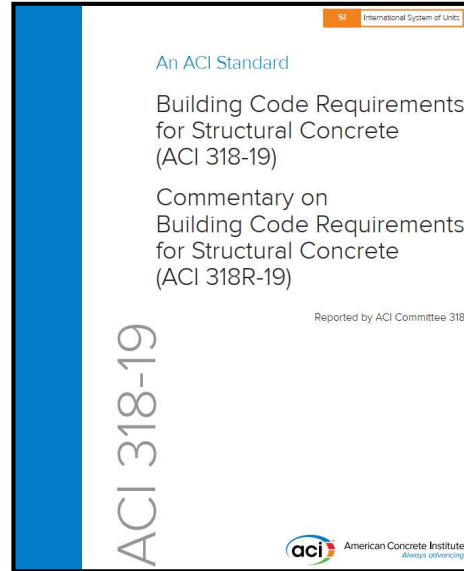 SI International System of Units
An ACI Standard
Building Code Requirements
for Structural Concrete
(ACI 318-19)
Commentary on
Building Code Requirements
for Structural Concrete
(ACI 318R-19)
Reported by ACI Committee 318
ACI 318-19
aci American Concrete Institute
Always advancing